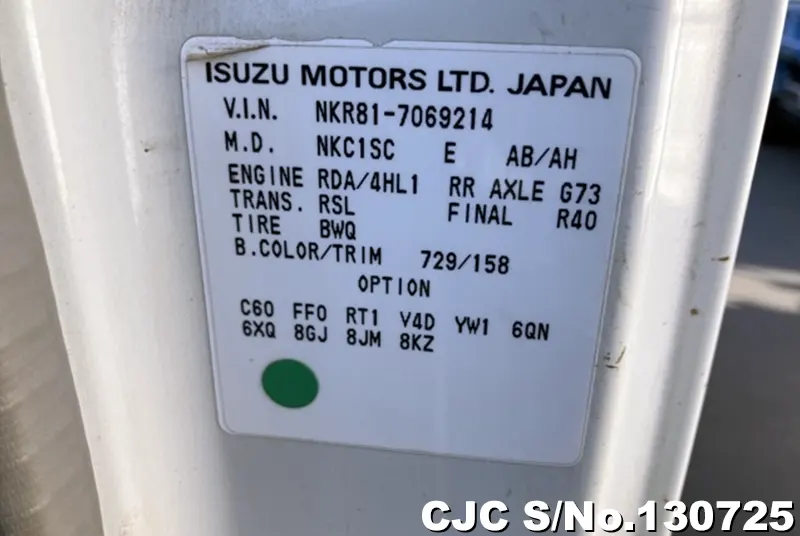 ISUZU MOTORS LTD. JAPAN
V.I.N. NKR81-7069214
M.D. NKC1SC E AB/AH
ENGINE RDA/4HL1 RR AXLE G73
TRANS. RSL FINAL R40
TIRE BWQ
B.COLOR/TRIM 729/158
OPTION
C60 FF0 RT1 V4D YW1 6QN
6XQ 8GJ 8JM 8KZ
CJC S/No.130725